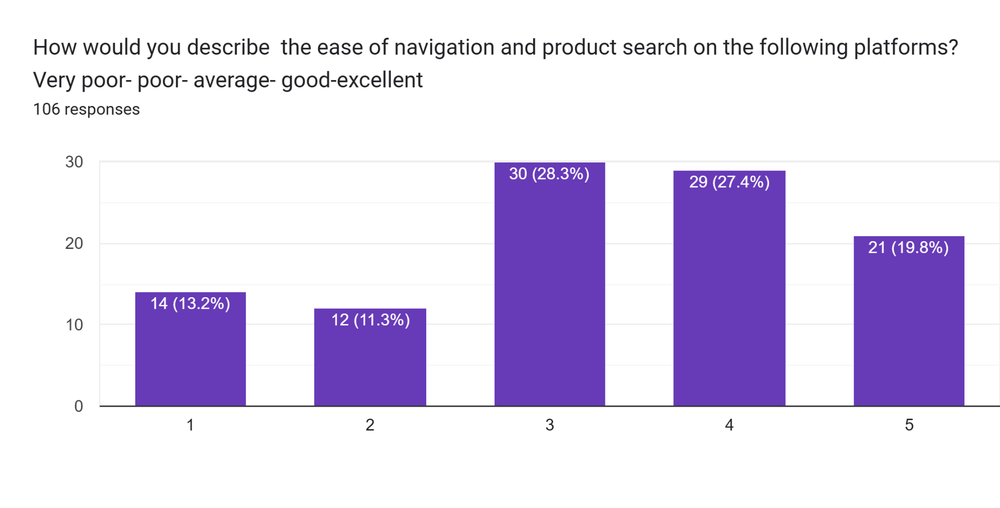 How would you describe  the ease of navigation and product search on the following platforms?
Very poor- poor- average- good-excellent
106 responses
30
30 (28.3%)
29 (27.4%)
20
21 (19.8%)
14 (13.2%)
12 (11.3%)
10
0
1 2 3 4 5